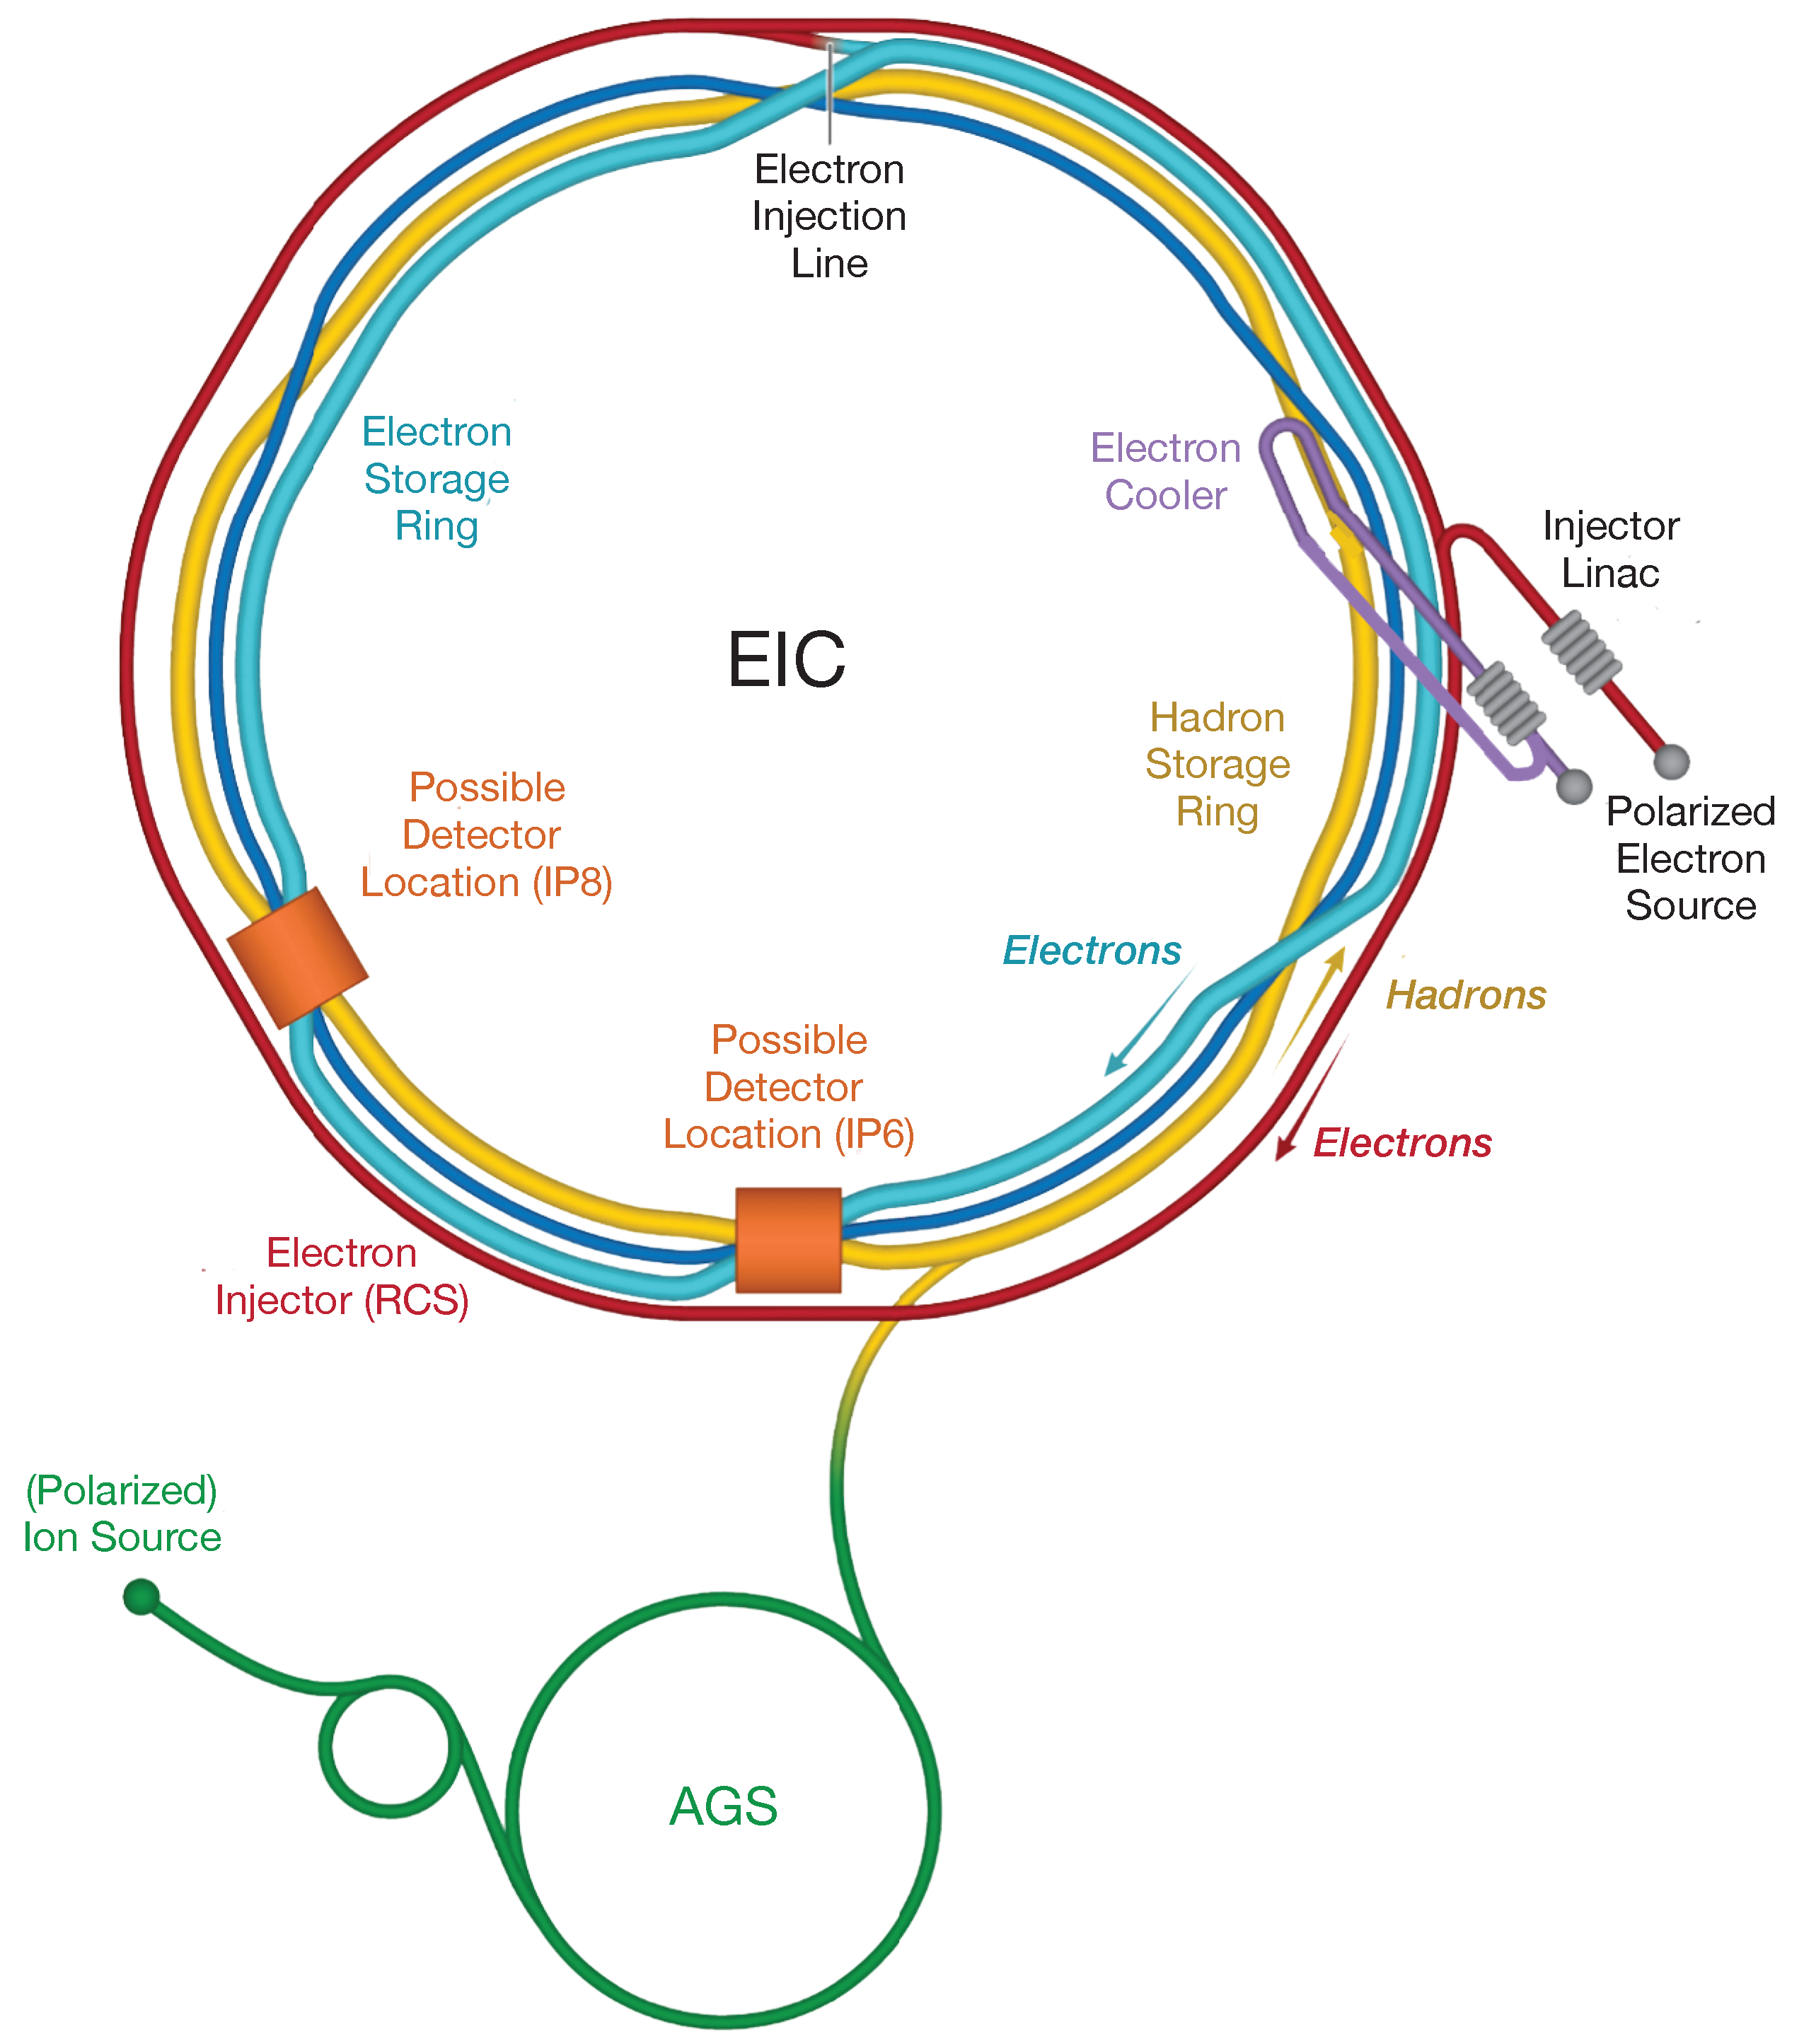 Electron
Injection
Line
Electron
Storage
Ring
Electron
Cooler
Injector
Linac
EIC
Hadron
Storage
Ring
Possible
Detector
Location (IP8)
Polarized
Electron
Source
Electrons
Hadrons
Possible
Detector
Location (IP6)
Electrons
Electron
Injector (RCS)
(Polarized)
Ion Source
AGS